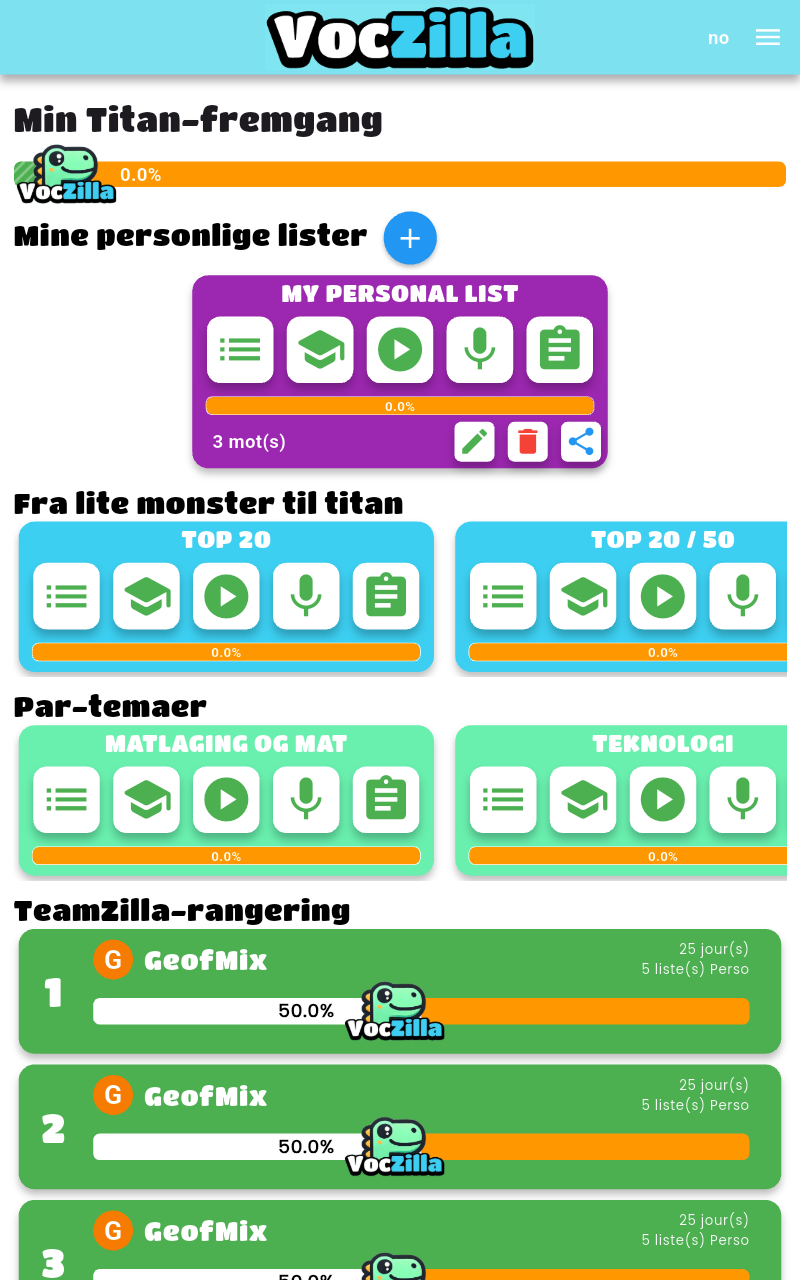 VocZilla
no
Min Titan-fremgang
VocZilla
0.0%
Mine personlige lister
MY PERSONAL LIST
0.0%
3 mot(s)
Fra lite monster til titan
TOP 20
TOP 20 / 50
0.0%
0.0%
Par-temaer
MATLAGING OG MAT
TEKNOLOGI
0.0%
0.0%
TeamZilla-rangering
1
G
GeofMix
25 jour(s)
5 liste(s) Perso
50.0%
VocZilla
2
G
GeofMix
25 jour(s)
5 liste(s) Perso
50.0%
VocZilla
3
G
GeofMix
25 jour(s)
5 liste(s) Perso
50.0%